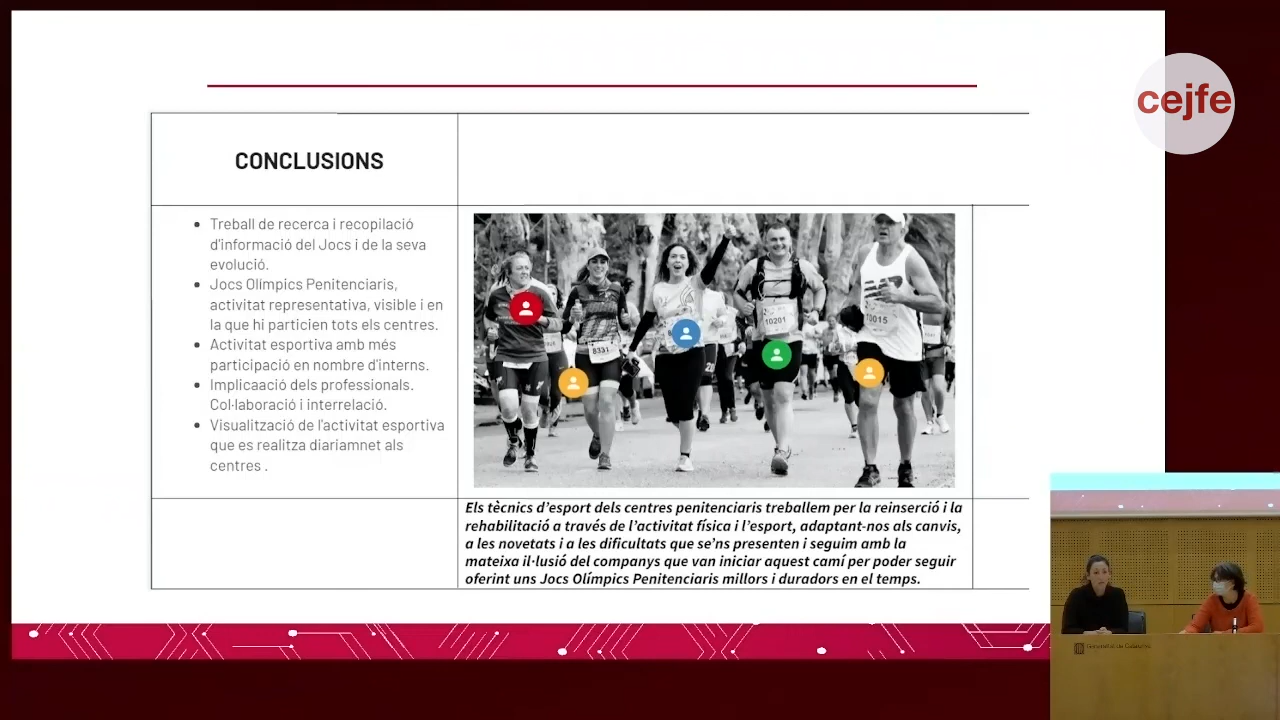 cejfe
CONCLUSIONS
Treball de recerca i recopilació
d'informació del Jocs i de la seva
evolució.
Jocs Olímpics Penitenciaris,
activitat representativa, visible i en
la que hi particien tots els centres.
Activitat esportiva amb més
participació en nombre d'interns.
Implicaació dels professionals.
Col·laboració i interrelació.
Visualització de l'activitat esportiva
que es realitza diariamnet als
centres .
8331
10201
10015
Els tècnics d'esport dels centres penitenciaris treballem per la reinserció i la
rehabilitació a través de l'activitat física i l'esport, adaptant-nos als canvis,
a les novetats i a les dificultats que se'ns presenten i seguim amb la
mateixa il·lusió del companys que van iniciar aquest camí per poder seguir
oferint uns Jocs Olímpics Penitenciaris millors i duradors en el temps.
Generalitat de Catalunya